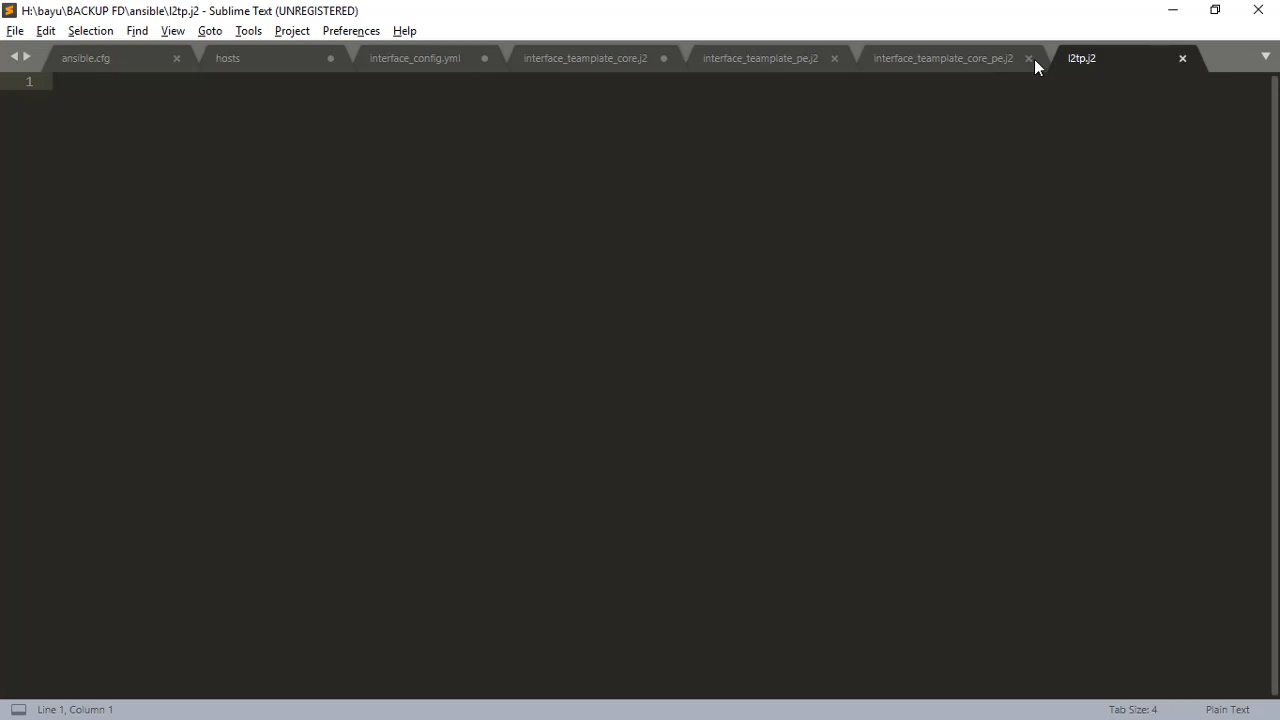 H:\bayu\BACKUP FD\ansible\l2tp.j2 - Sublime Text (UNREGISTERED)
File Edit Selection Find View Goto Tools Project Preferences Help
ansible.cfg hosts interface_config.yml interface_teamplate_core.j2 interface_teamplate_pe.j2 interface_teamplate_core_pe.j2 l2tp.j2
1
Line 1, Column 1 Tab Size: 4 Plain Text